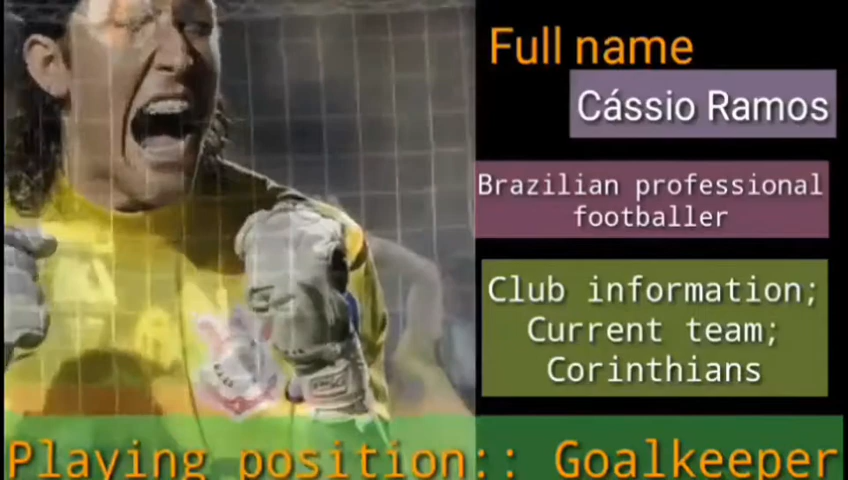 Full name
Cássio Ramos
Brazilian professional
footballer
Club information;
Current team;
Corinthians
Playing position:: Goalkeeper